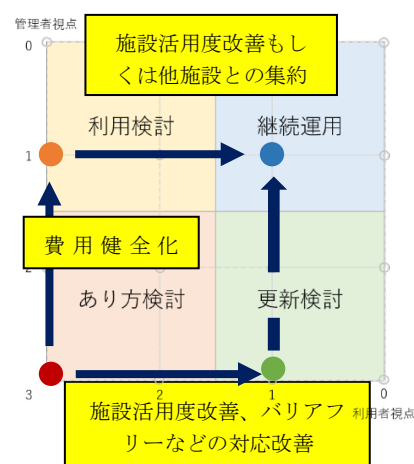 管理者視点
0
施設活用度改善もし
くは他施設との集約
利用検討
継続運用
1
費用健全化
2
あり方検討
更新検討
3
2
1
0
利用者視点
施設活用度改善、バリアフ
リーなどの対応改善